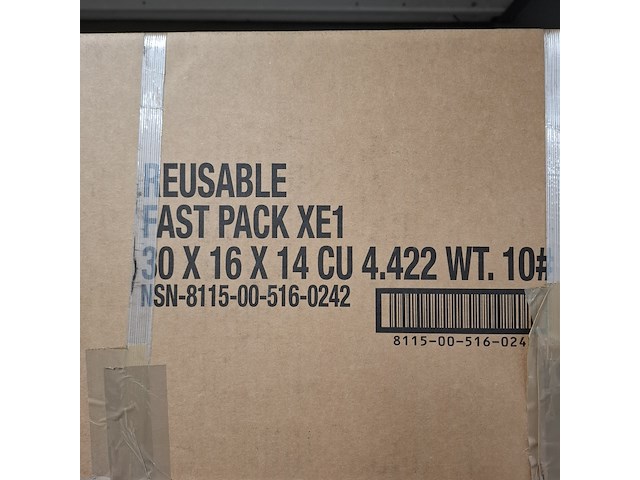 REUSABLE
FAST PACK XE1
30 X 16 X 14 CU 4.422 WT. 10#
NSN-8115-00-516-0242
8115-00-516-024